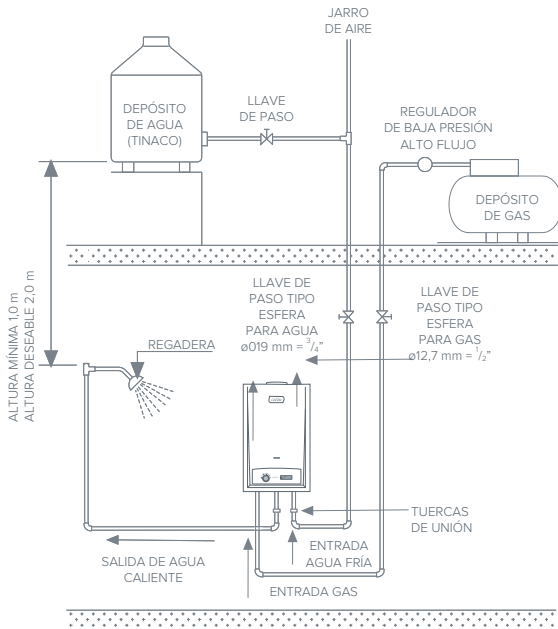 JARRO
DE AIRE
DEPÓSITO
DE AGUA
(TINACO)
LLAVE
DE PASO
REGULADOR
DE BAJA PRESIÓN
ALTO FLUJO
DEPÓSITO
DE GAS
ALTURA MÍNIMA 1,0 m
ALTURA DESEABLE 2,0 m
REGADERA
LLAVE DE
PASO TIPO
ESFERA
PARA AGUA
ø019 mm = 3/4"
LLAVE DE
PASO TIPO
ESFERA
PARA GAS
ø12,7 mm = 1/2"
TUERCAS
DE UNIÓN
SALIDA DE AGUA
CALIENTE
ENTRADA
AGUA FRÍA
ENTRADA GAS